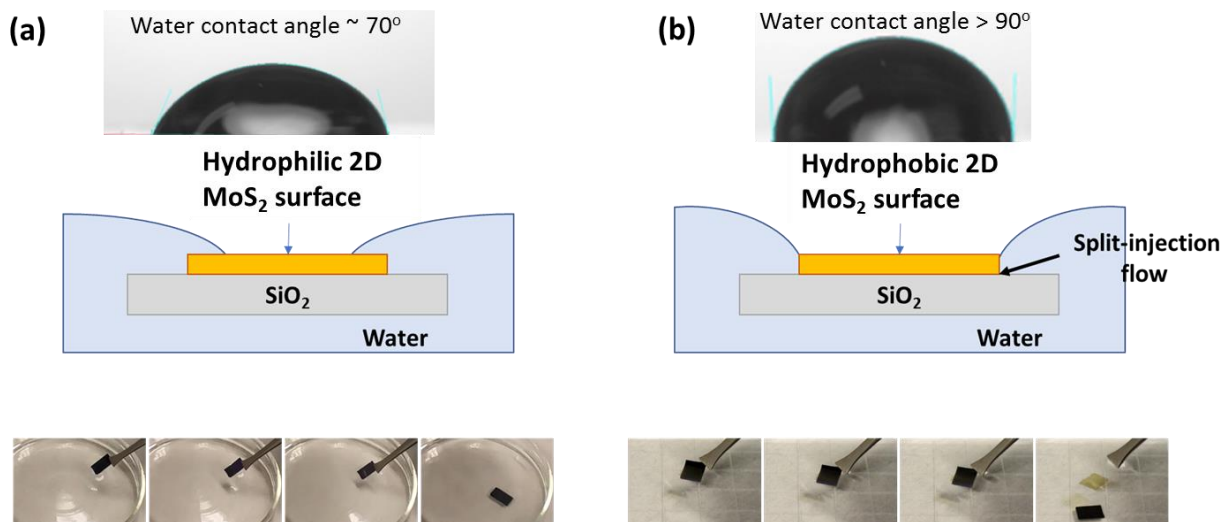 (a)
Water contact angle ~ 70°
Hydrophilic 2D
MoS₂ surface
SiO₂
Water
(b)
Water contact angle > 90°
Hydrophobic 2D
MoS₂ surface
Split-injection
flow
SiO₂
Water